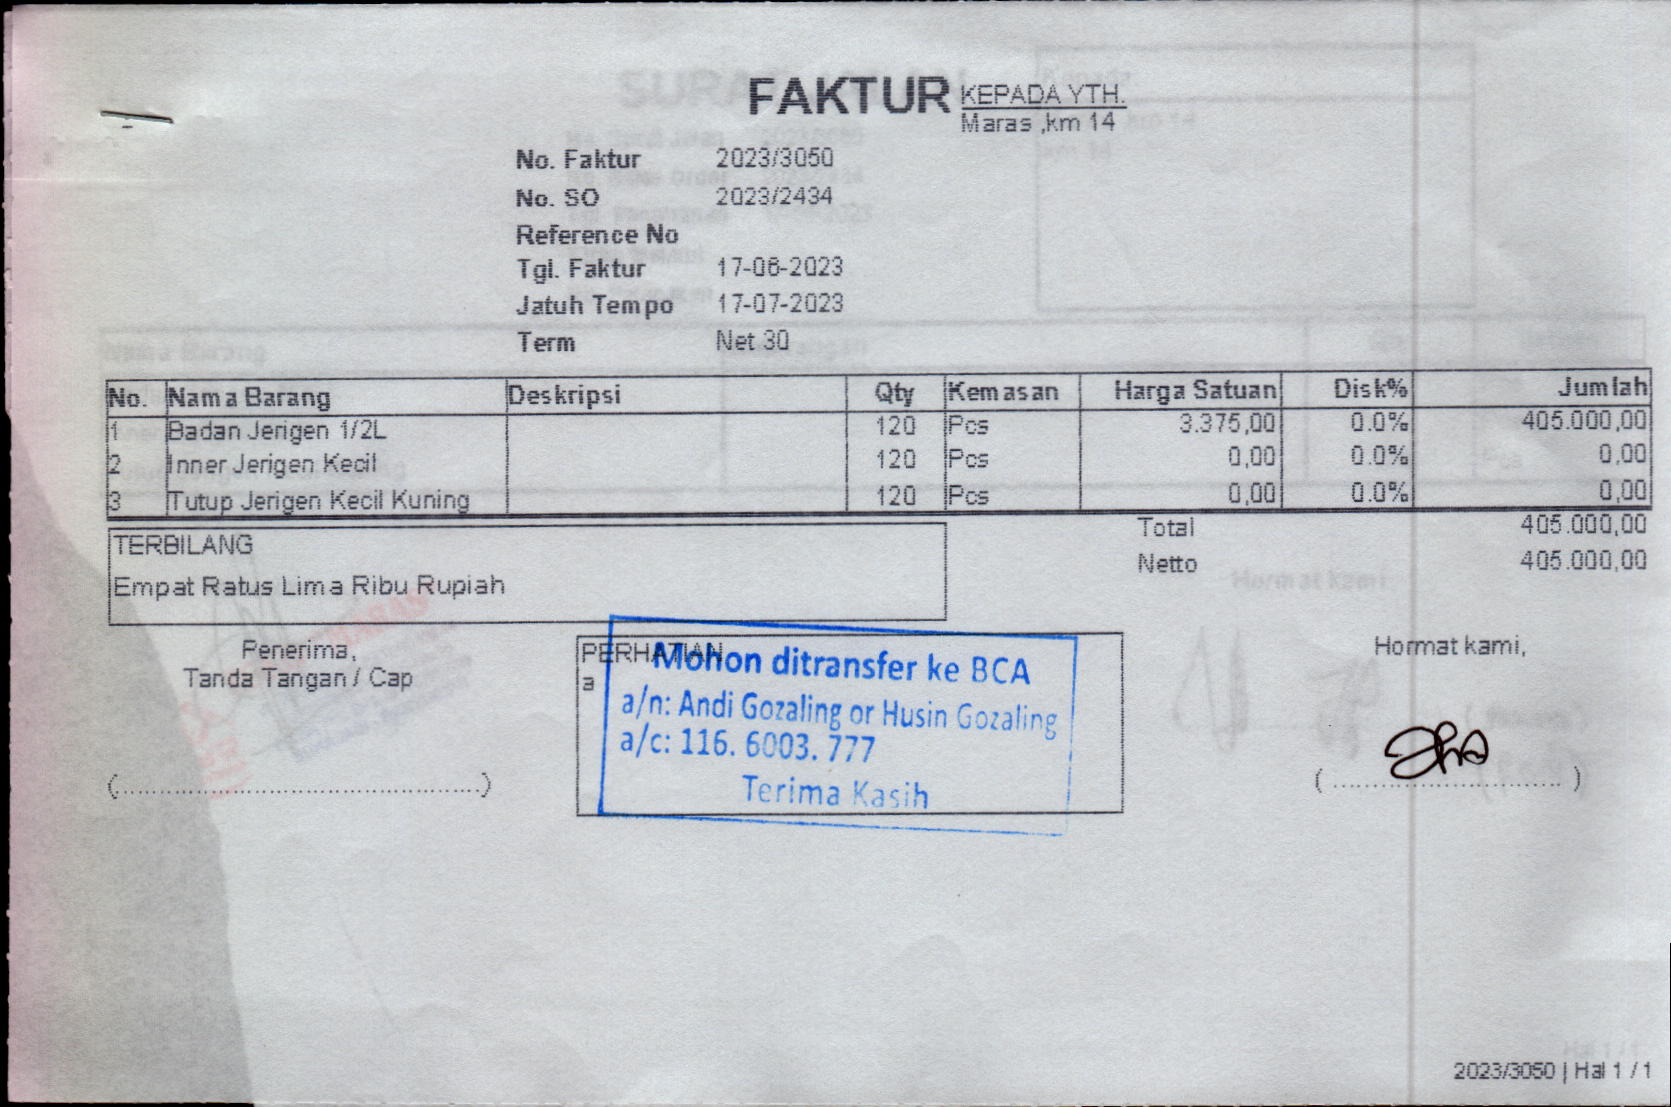 FAKTUR
KEPADA YTH.
Maras ,km 14
No. Faktur 2023/3050
No. SO 2023/2434
Reference No
Tgl. Faktur 17-06-2023
Jatuh Tempo 17-07-2023
Term Net 30
No. Nama Barang Deskripsi Qty Kemasan Harga Satuan Disk% Jumlah
1 Badan Jerigen 1/2L 120 Pcs 3.375,00 0.0% 405.000,00
2 Inner Jerigen Kecil 120 Pcs 0,00 0.0% 0,00
3 Tutup Jerigen Kecil Kuning 120 Pcs 0,00 0.0% 0,00
Total 405.000,00
Netto 405.000,00
TERBILANG
Empat Ratus Lima Ribu Rupiah
Penerima,
Tanda Tangan / Cap
(..............................................)
PERHATIAN
a
Mohon ditransfer ke BCA
a/n: Andi Gozaling or Husin Gozaling
a/c: 116. 6003. 777
Terima Kasih
Hormat kami,
(..............................)
2023/3050 | Hal 1 / 1